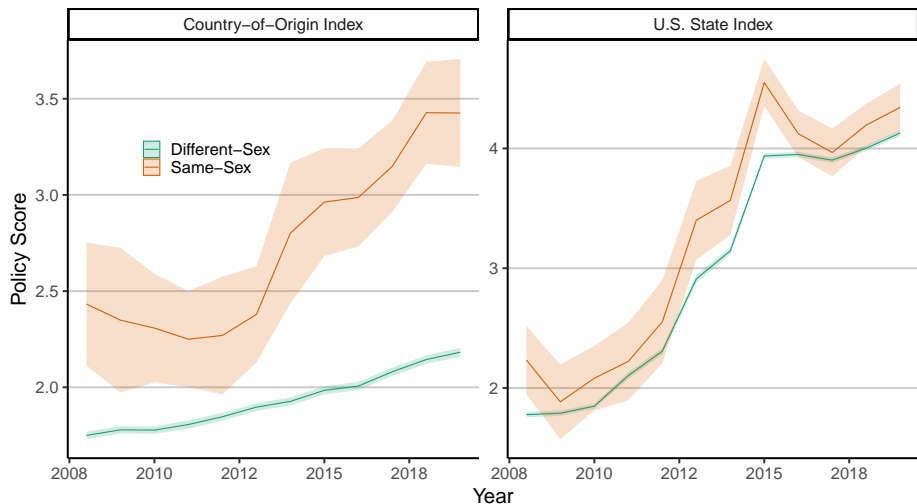 Country-of-Origin Index
U.S. State Index
Policy Score
3.5
3.0
2.5
2.0
Different-Sex
Same-Sex
4
3
2
2008 2010 2012 2015 2018
2008 2010 2012 2015 2018
Year